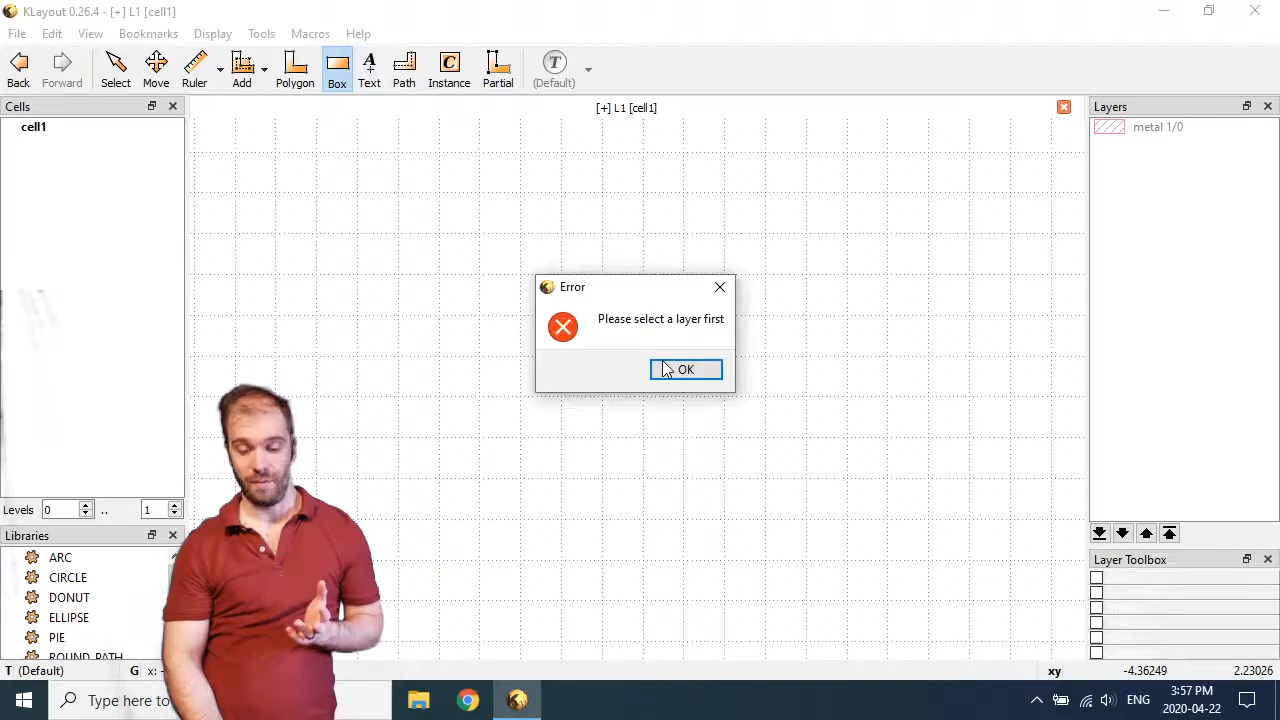 KLayout 0.26.4 - [+] L1 [cell1]
File Edit View Bookmarks Display Tools Macros Help
Back Forward Select Move Ruler Add Polygon Box Text Path Instance Partial (Default)
Cells
[+] L1 [cell1]
Layers
cell1
metal 1/0
Error
Please select a layer first
OK
Levels 0 .. 1
Libraries
Layer Toolbox
ARC
CIRCLE
DONUT
ELLIPSE
PIE
ROUND_PATH
T (Default) G x: xy -4.36249 2.23026
Type here to
ENG
3:57 PM
2020-04-22